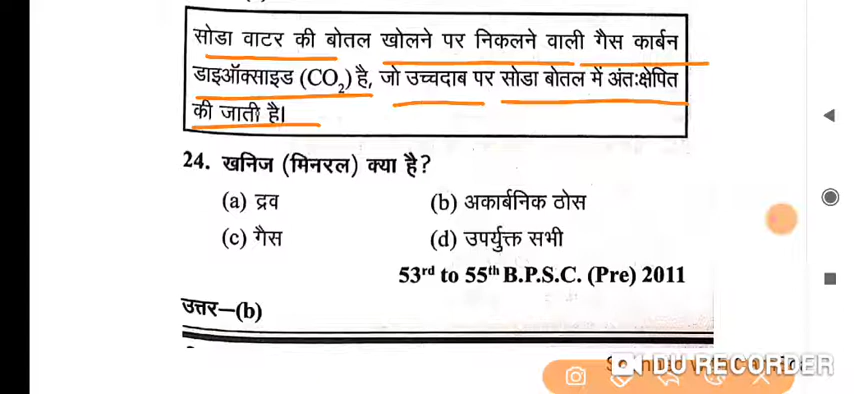 सोडा वाटर की बोतल खोलने पर निकलने वाली गैस कार्बन
डाइऑक्साइड (CO₂) है, जो उच्चदाब पर सोडा बोतल में अंतःक्षेपित
की जाती है।
24. खनिज (मिनरल) क्या है?
(a) द्रव (b) अकार्बनिक ठोस
(c) गैस (d) उपर्युक्त सभी
53rd to 55th B.P.S.C. (Pre) 2011
उत्तर—(b)
DU RECORDER